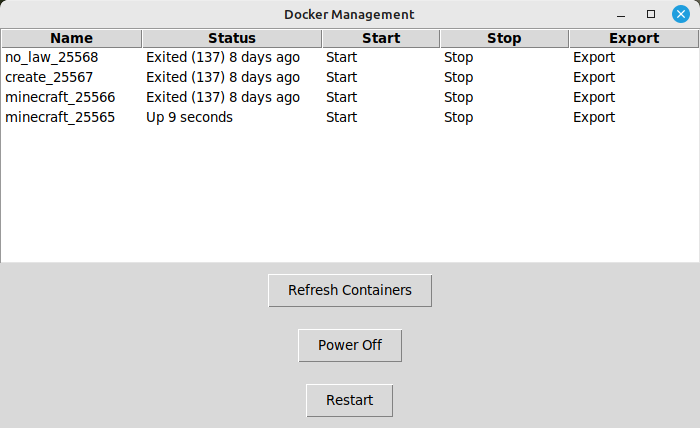 Docker Management
Name Status Start Stop Export
no_law_25568 Exited (137) 8 days ago Start Stop Export
create_25567 Exited (137) 8 days ago Start Stop Export
minecraft_25566 Exited (137) 8 days ago Start Stop Export
minecraft_25565 Up 9 seconds Start Stop Export
Refresh Containers
Power Off
Restart